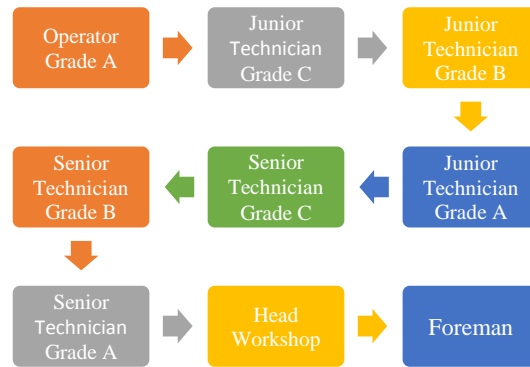 Operator
Grade A
Junior
Technician
Grade C
Junior
Technician
Grade B
Junior
Technician
Grade A
Senior
Technician
Grade C
Senior
Technician
Grade B
Senior
Technician
Grade A
Head
Workshop
Foreman